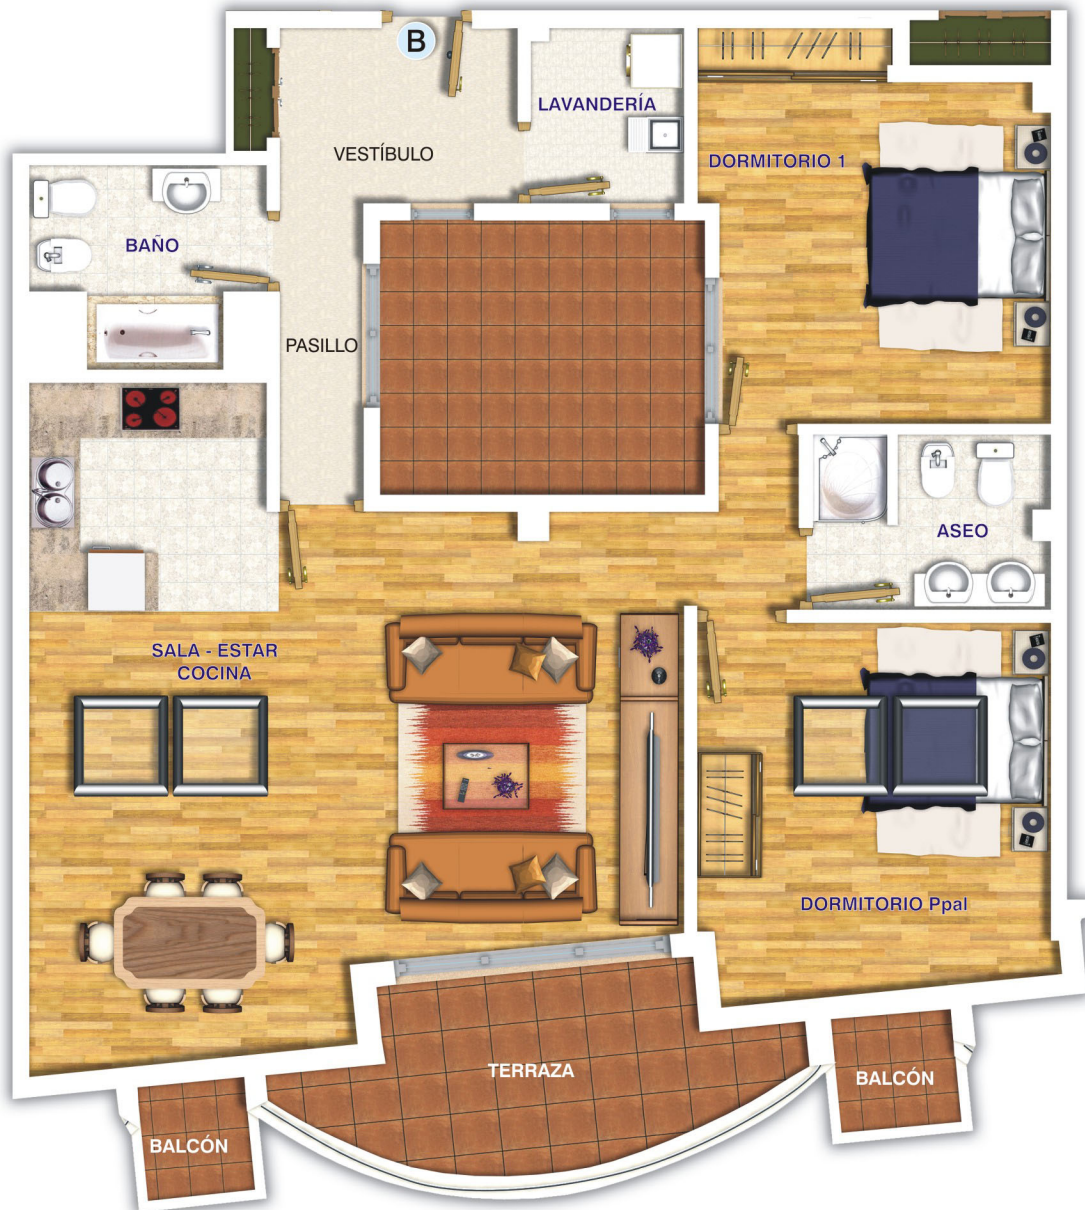 B
LAVANDERÍA
VESTÍBULO
DORMITORIO 1
BAÑO
PASILLO
ASEO
SALA - ESTAR
COCINA
DORMITORIO Ppal
TERRAZA
BALCÓN
BALCÓN